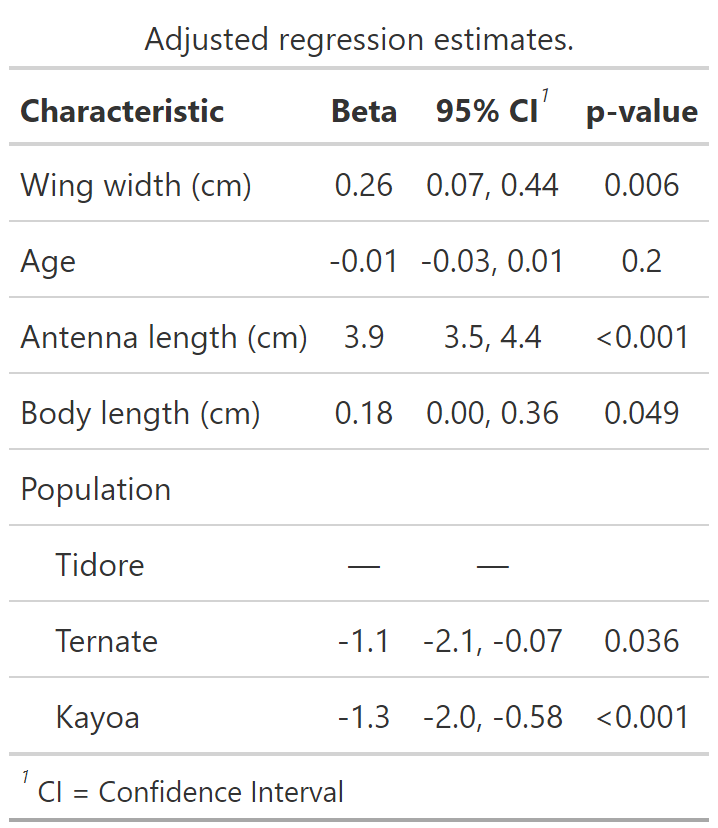 Adjusted regression estimates.
Characteristic Beta 95% CI1 p-value
Wing width (cm) 0.26 0.07, 0.44 0.006
Age -0.01 -0.03, 0.01 0.2
Antenna length (cm) 3.9 3.5, 4.4 <0.001
Body length (cm) 0.18 0.00, 0.36 0.049
Population
Tidore — —
Ternate -1.1 -2.1, -0.07 0.036
Kayoa -1.3 -2.0, -0.58 <0.001
1 CI = Confidence Interval